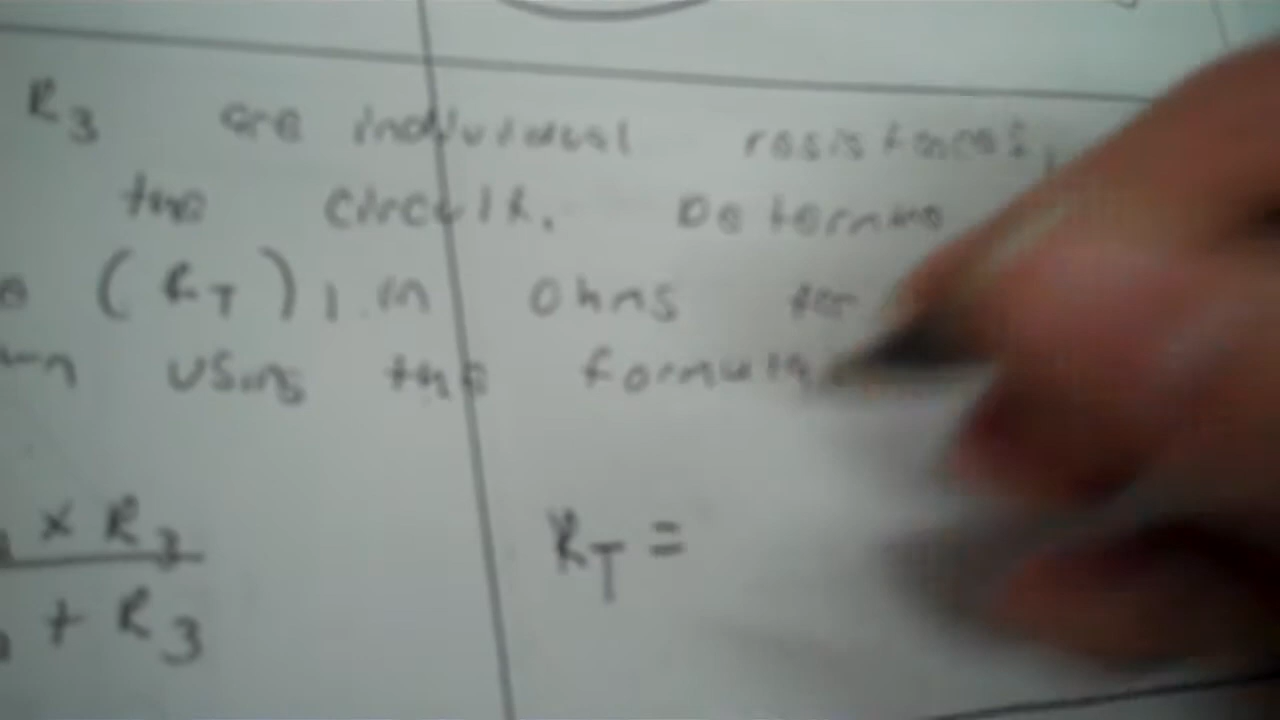 R3 are individual resistances,
the circuit. Determine
(RT), in ohms for
using the formula
x R3
RT =
+ R3